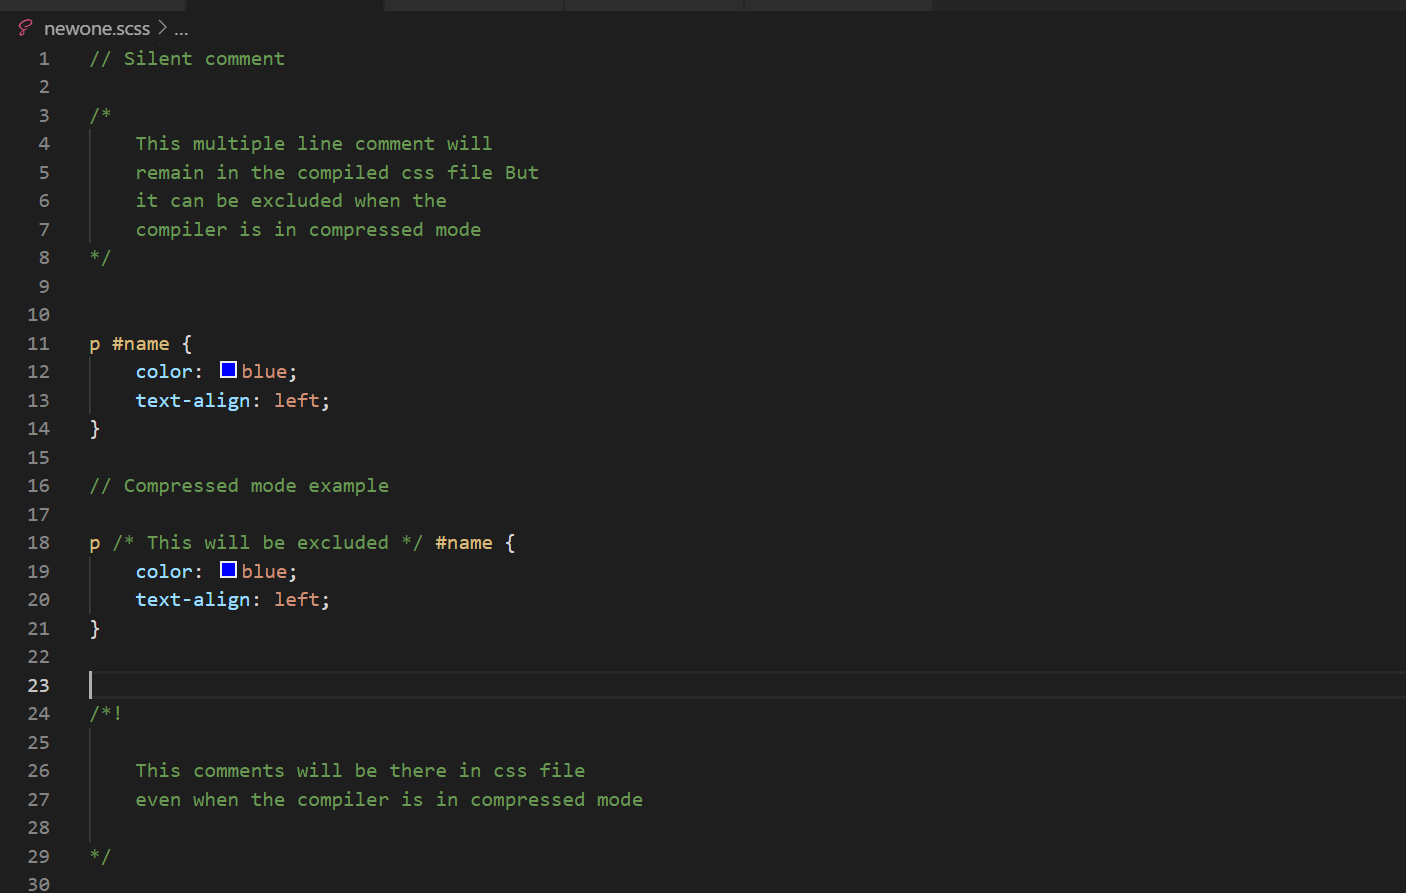 newone.scss > ...
1 // Silent comment
2
3 /*
4 This multiple line comment will
5 remain in the compiled css file But
6 it can be excluded when the
7 compiler is in compressed mode
8 */
9
10
11 p #name {
12 color: blue;
13 text-align: left;
14 }
15
16 // Compressed mode example
17
18 p /* This will be excluded */ #name {
19 color: blue;
20 text-align: left;
21 }
22
23
24 /*!
25
26 This comments will be there in css file
27 even when the compiler is in compressed mode
28
29 */
30